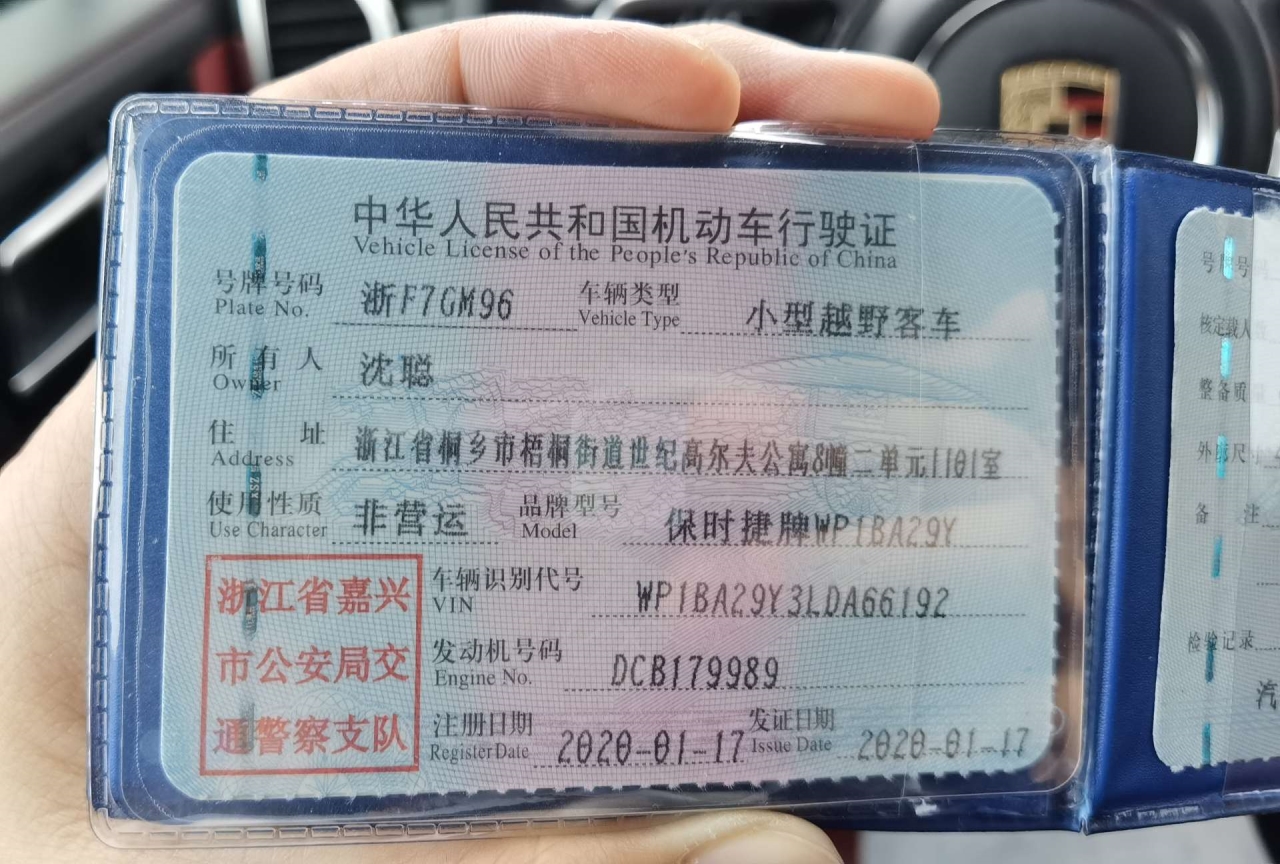 中华人民共和国机动车行驶证
Vehicle License of the People's Republic of China
号牌号码 浙F7GM96 车辆类型 小型越野客车
Plate No. Vehicle Type
所有人 沈聪
Owner
住址 浙江省桐乡市梧桐街道世纪高尔夫公寓8幢二单元1101室
Address
使用性质 非营运 品牌型号 保时捷牌WP1BA29Y
Use Character Model
浙江省嘉兴
市公安局交
通警察支队
车辆识别代号 WP1BA29Y3LDA66192
VIN
发动机号码 DCB179989
Engine No.
注册日期 2020-01-17 发证日期 2020-01-17
Register Date Issue Date
号牌号
核定载人
整备质
外廓尺
备注
检验记录
汽